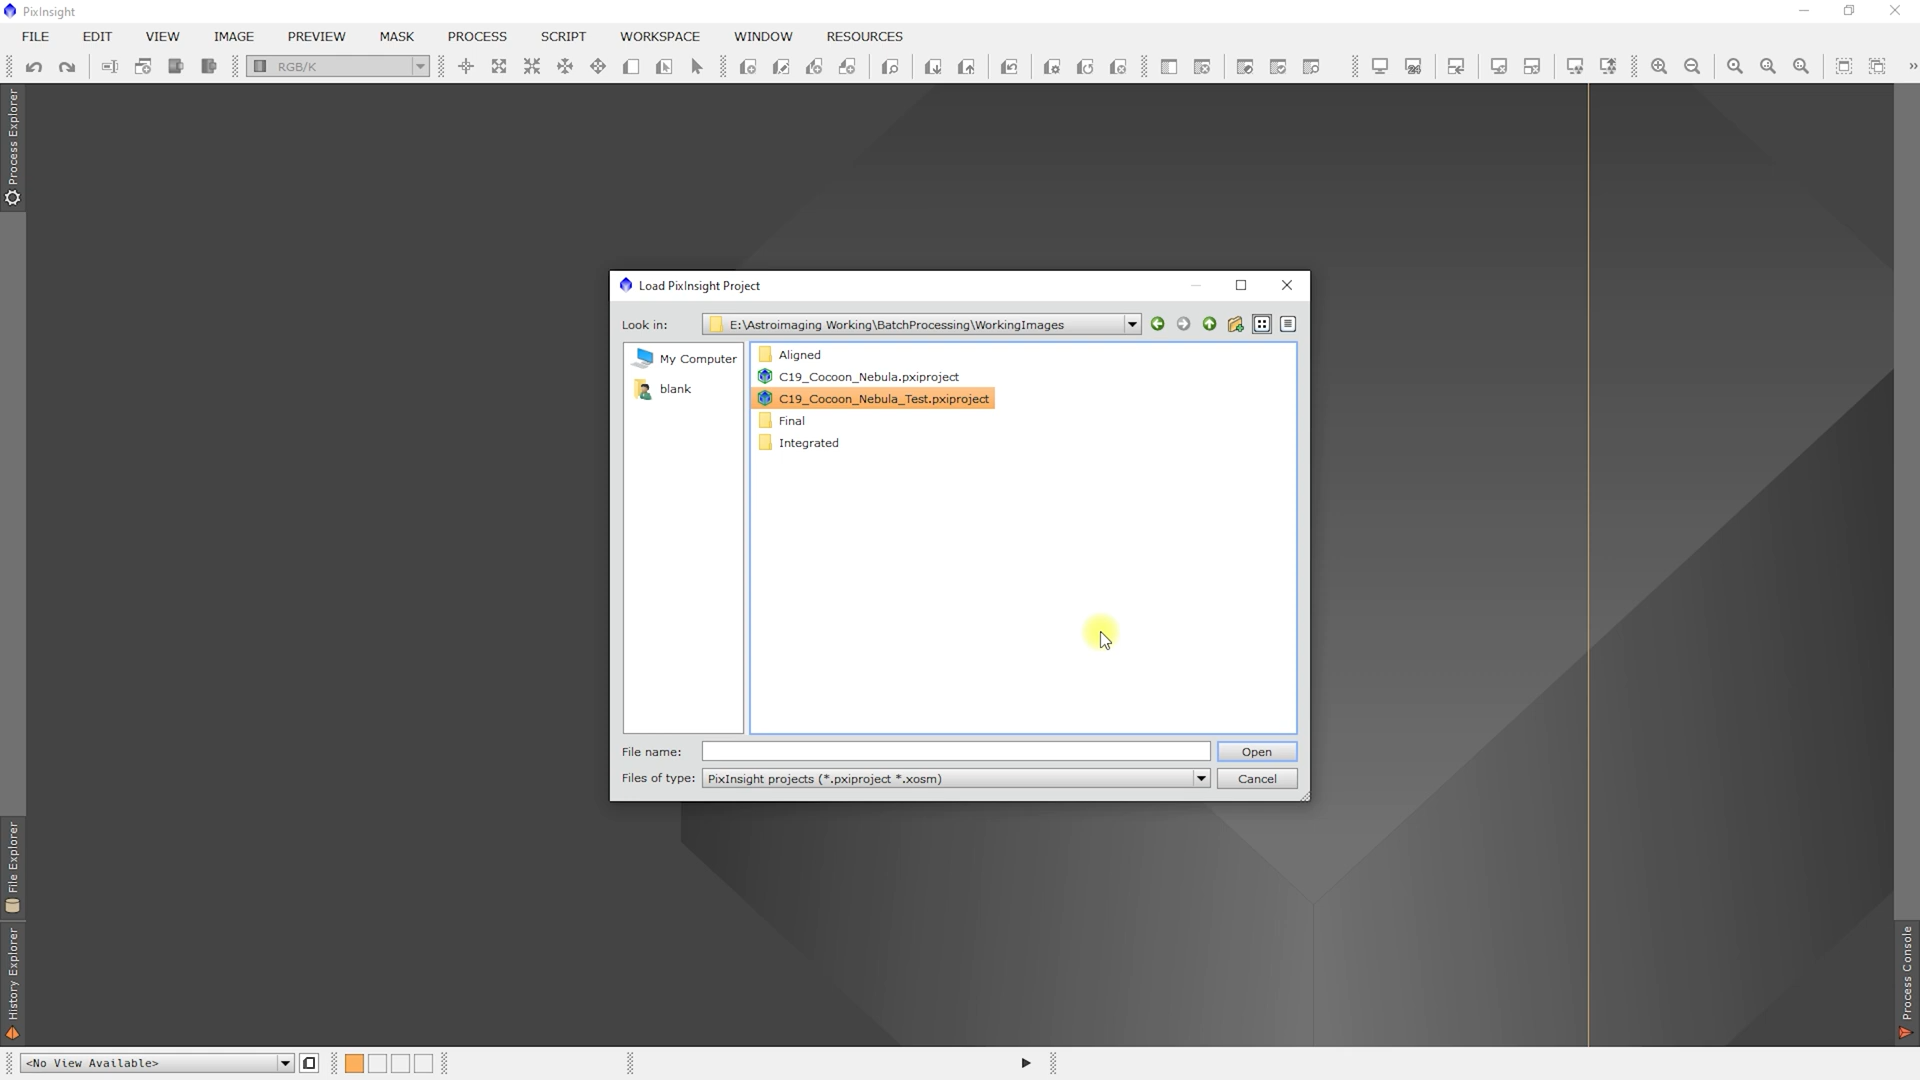 PixInsight
FILE EDIT VIEW IMAGE PREVIEW MASK PROCESS SCRIPT WORKSPACE WINDOW RESOURCES
RGB/K
Process Explorer
Load PixInsight Project
Look in: E:\Astroimaging Working\BatchProcessing\WorkingImages
My Computer
blank
Aligned
C19_Cocoon_Nebula.pxiproject
C19_Cocoon_Nebula_Test.pxiproject
Final
Integrated
File name: Open
Files of type: PixInsight projects (*.pxiproject *.xosm) Cancel
File Explorer
History Explorer
Process Console
<No View Available>